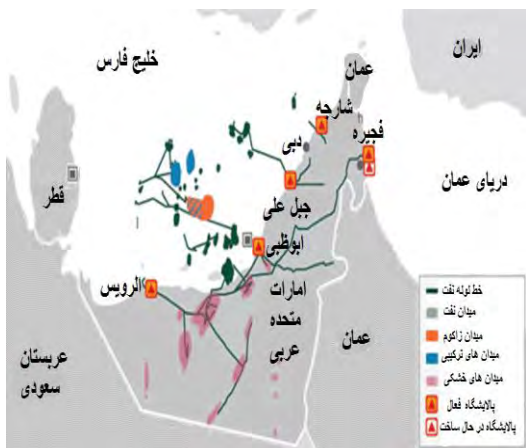 ایران
خلیج فارس
عمان
شارجه
فجیره
دبی
دریای عمان
قطر
جبل علی
ابوظبی
الرویس
امارات
متحده
عربی
عمان
عربستان
سعودی
خط لوله نفت
میدان نفت
میدان زاکوم
میدان های ترکیبی
میدان های خشکی
پالایشگاه فعال
پالایشگاه در حال ساخت